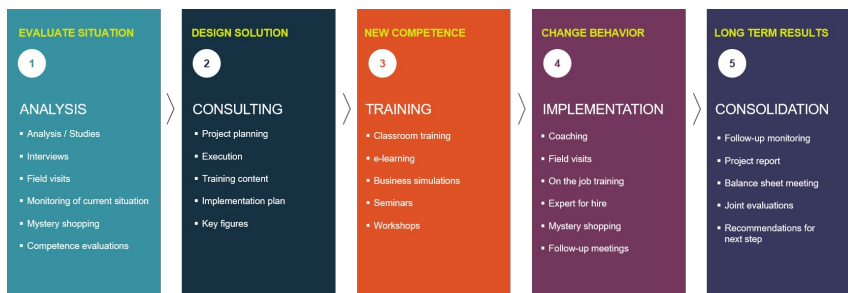 EVALUATE SITUATION
1
ANALYSIS
▪ Analysis / Studies
▪ Interviews
▪ Field visits
▪ Monitoring of current situation
▪ Mystery shopping
▪ Competence evaluations
DESIGN SOLUTION
2
CONSULTING
▪ Project planning
▪ Execution
▪ Training content
▪ Implementation plan
▪ Key figures
NEW COMPETENCE
3
TRAINING
▪ Classroom training
▪ e-learning
▪ Business simulations
▪ Seminars
▪ Workshops
CHANGE BEHAVIOR
4
IMPLEMENTATION
▪ Coaching
▪ Field visits
▪ On the job training
▪ Expert for hire
▪ Mystery shopping
▪ Follow-up meetings
LONG TERM RESULTS
5
CONSOLIDATION
▪ Follow-up monitoring
▪ Project report
▪ Balance sheet meeting
▪ Joint evaluations
▪ Recommendations for
next step